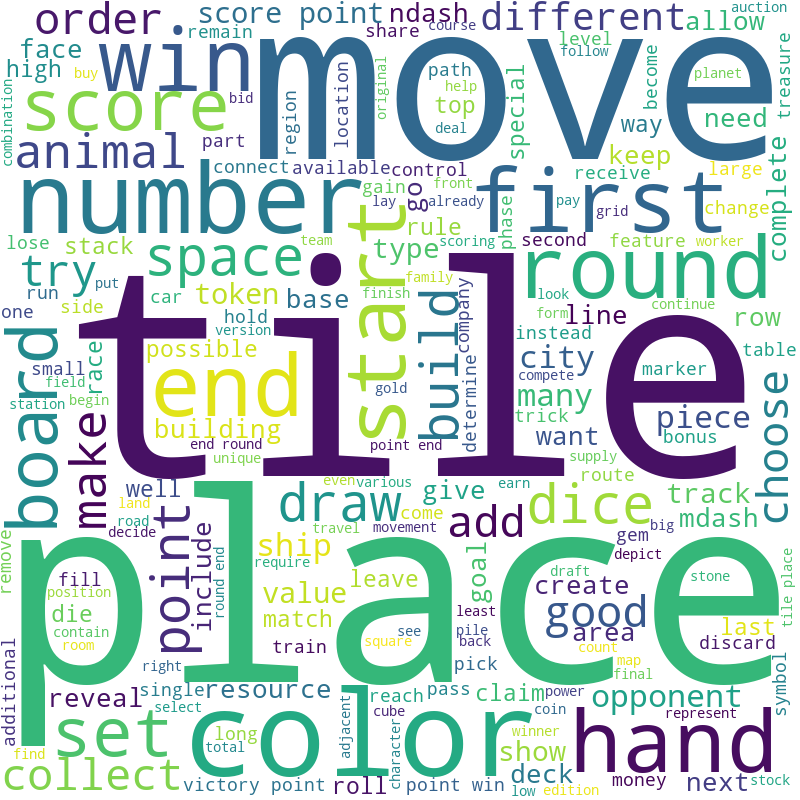 order
score point
ndash
different
auction
remain
share
course
allow
face
win
move
level
follow
become
treasure
high
buy
score
bid
region
location
original
path
help
top
deal
special
planet
way
need
combination
animal
part
connect
available
control
keep
large
number
gain
go
front
first
receive
change
complete
lay
already
pay
grid
rule
phase
lose
stack
team
start
type
scoring
second
feature
worker
try
put
space
family
round
look
continue
one
run
car
token
base
finish
form
side
hold
version
build
company
line
row
small
race
possible
instead
table
board
field
tile
end
city
compete
marker
station
begin
gold
determine
many
choose
make
building
want
trick
piece
bonus
end round
point end
unique
supply
well
even
various
earn
route
land
draw
give
dice
track
road
decide
place
point
include
travel
movement
come
add
mdash
gem
big
remove
ship
require
goal
depict
tile place
fill
round end
value
leave
draft
stone
position
die
match
create
good
least
area
last
contain
room
train
square
see
pile
back
count
map
discard
additional
right
pick
final
symbol
reveal
single
resource
reach
pass
claim
power
opponent
select
set
color
adjacent
cube
coin
represent
long
total
character
winner
show
hand
find
collect
victory point
roll
point win
deck
low
edition
money
next
stock